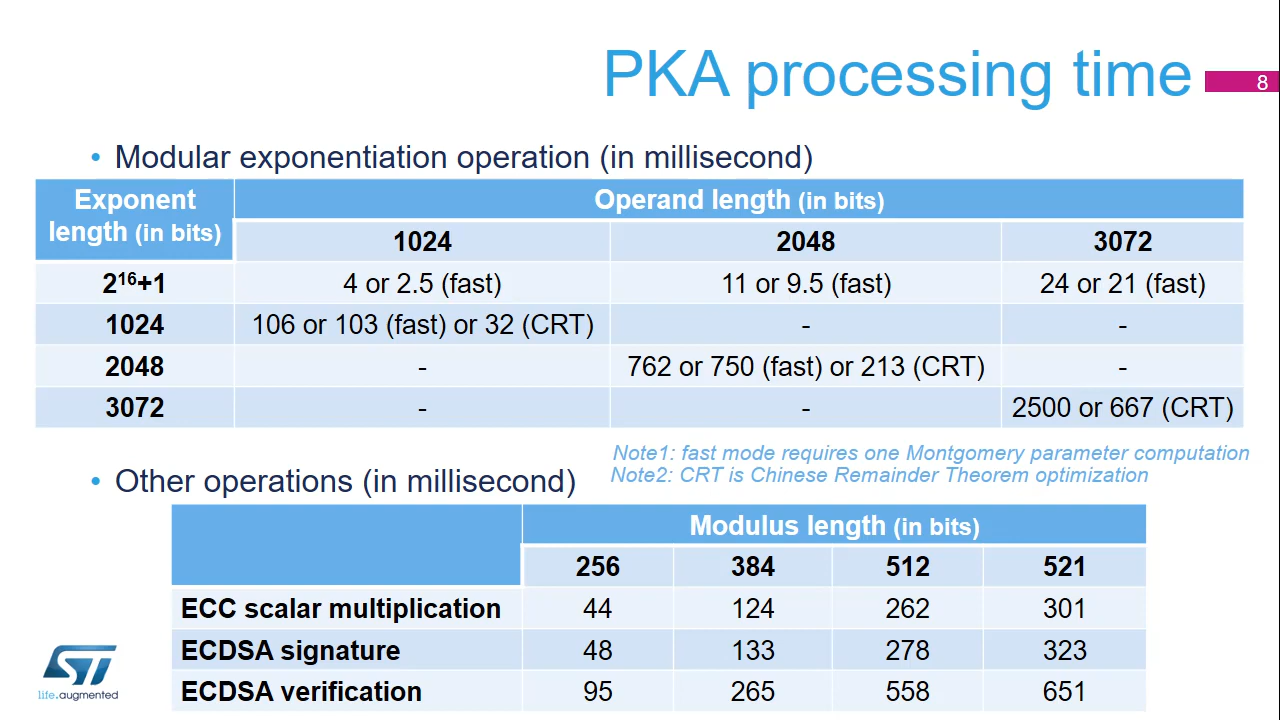 PKA processing time
8
• Modular exponentiation operation (in millisecond)
Exponent length (in bits) Operand length (in bits)
1024 2048 3072
2¹⁶+1 4 or 2.5 (fast) 11 or 9.5 (fast) 24 or 21 (fast)
1024 106 or 103 (fast) or 32 (CRT) - -
2048 - 762 or 750 (fast) or 213 (CRT) -
3072 - - 2500 or 667 (CRT)
Note1: fast mode requires one Montgomery parameter computation
Note2: CRT is Chinese Remainder Theorem optimization
• Other operations (in millisecond)
Modulus length (in bits)
256 384 512 521
ECC scalar multiplication 44 124 262 301
ECDSA signature 48 133 278 323
ECDSA verification 95 265 558 651
ST
life.augmented